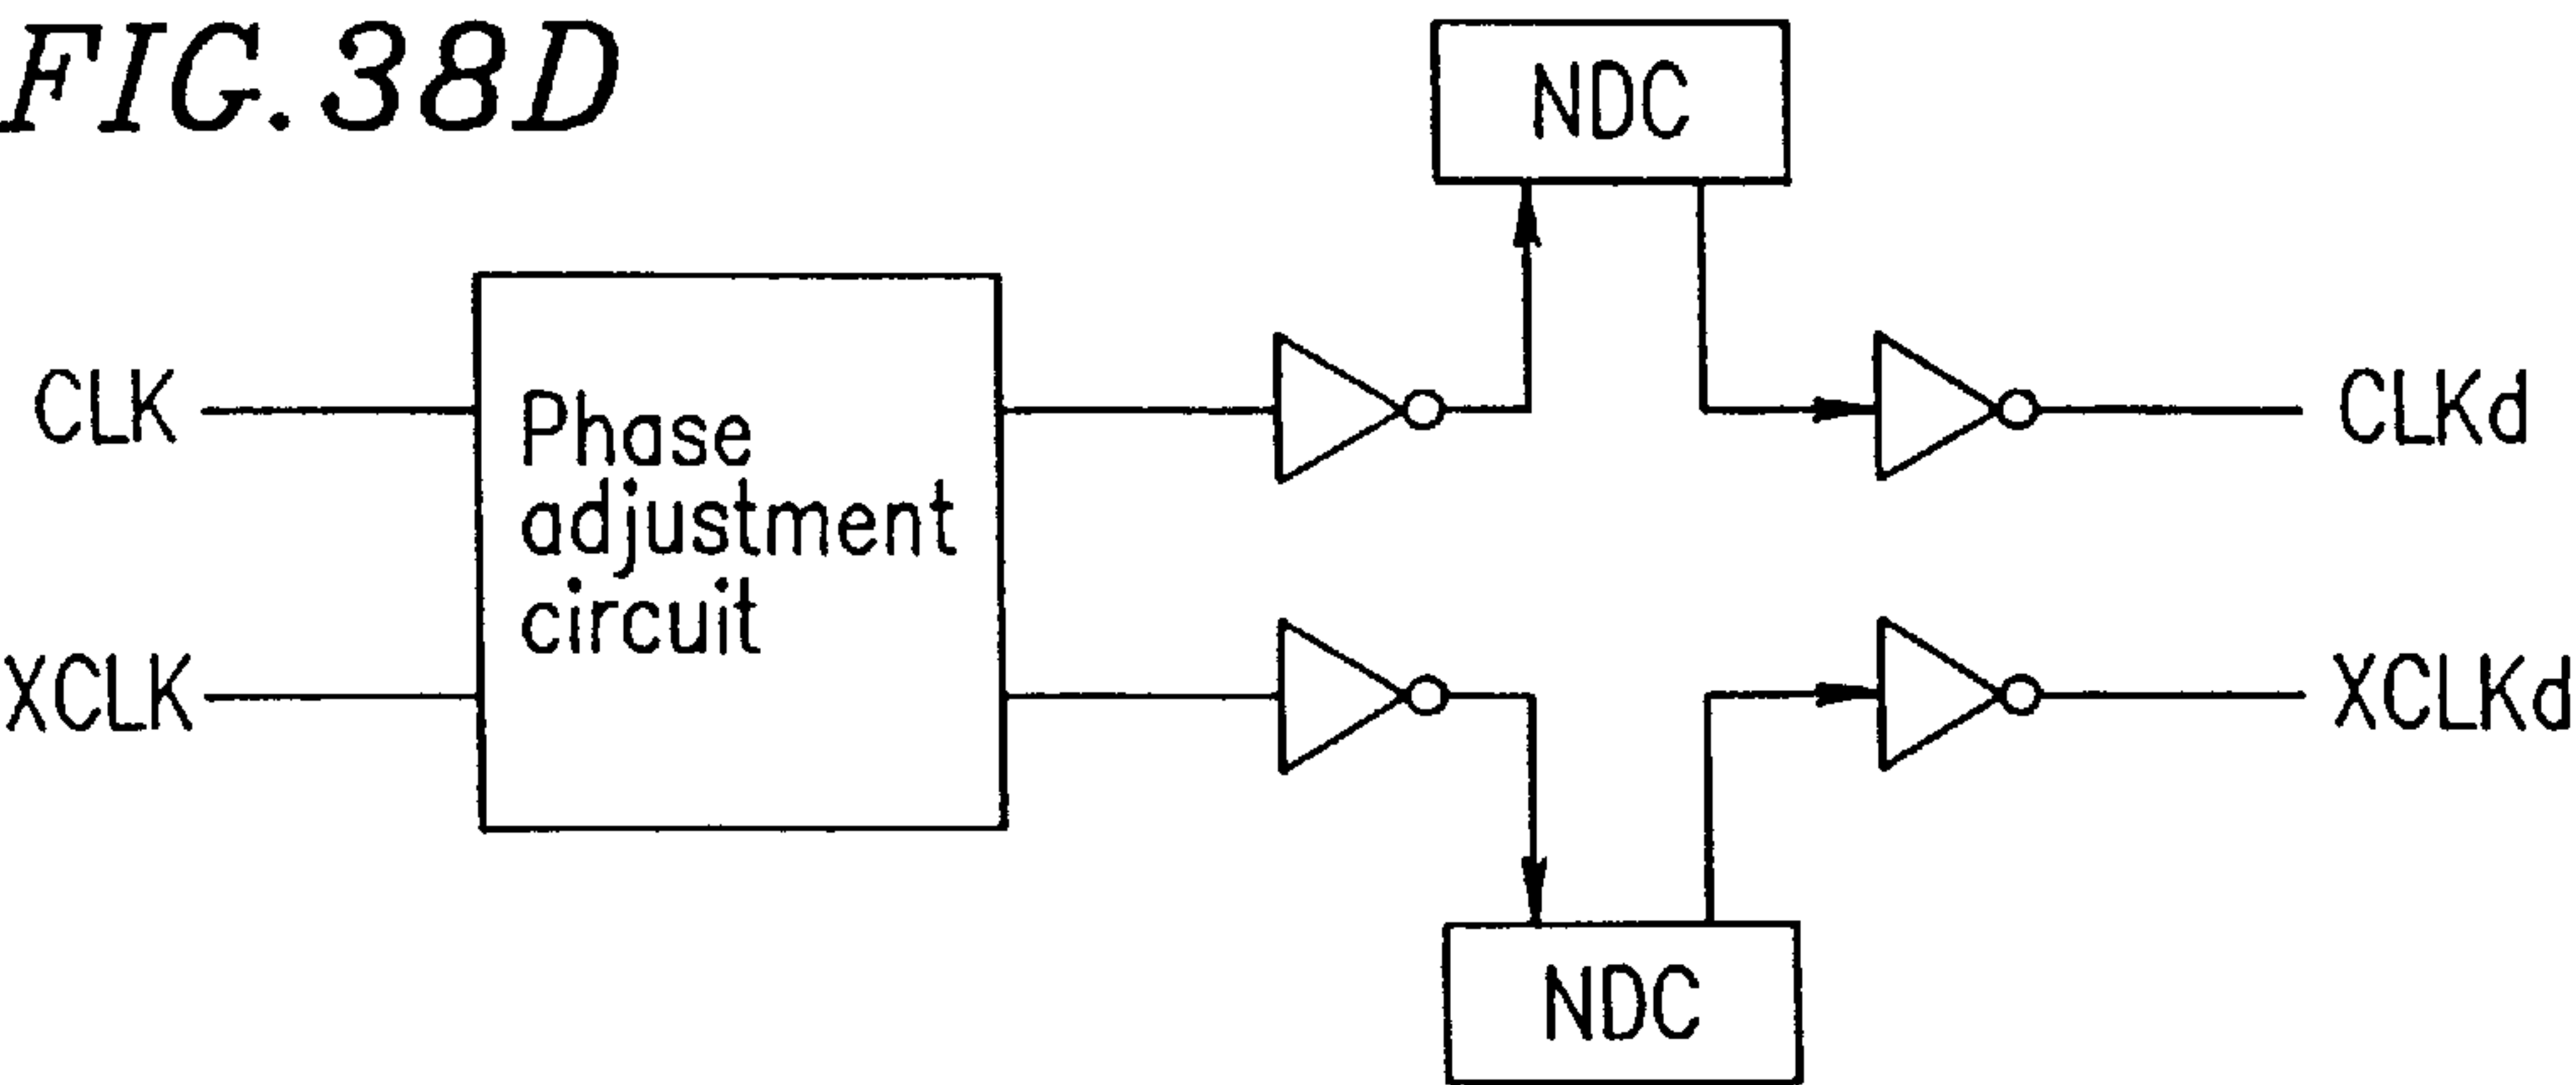 FIG.38D
NDC
CLK
Phase
adjustment
circuit
CLKd
XCLK
XCLKd
NDC